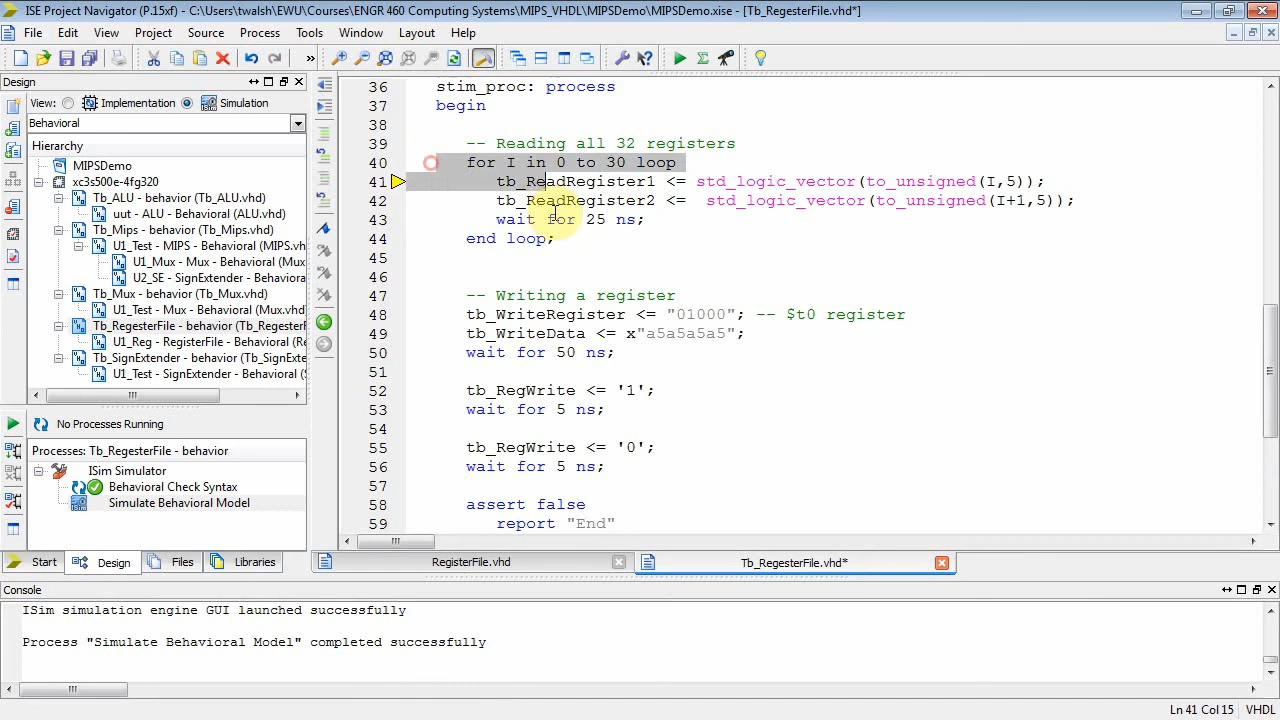 ISE Project Navigator (P.15xf) - C:\Users\twalsh\EWU\Courses\ENGR 460 Computing Systems\MIPS_VHDL\MIPSDemo\MIPSDemo.xise - [Tb_RegesterFile.vhd*]
File Edit View Project Source Process Tools Window Layout Help
Design
View: Implementation Simulation
Behavioral
Hierarchy
MIPSDemo
xc3s500e-4fg320
Tb_ALU - behavior (Tb_ALU.vhd)
uut - ALU - Behavioral (ALU.vhd)
Tb_Mips - behavior (Tb_Mips.vhd)
U1_Test - MIPS - Behavioral (MIPS
U1_Mux - Mux - Behavioral (Mux
U2_SE - SignExtender - Behavio
Tb_Mux - behavior (Tb_Mux.vhd)
U1_Test - Mux - Behavioral (Mux.vhd)
Tb_RegesterFile - behavior (Tb_Regester
U1_Reg - RegisterFile - Behavioral (
Tb_SignExtender - behavior (Tb_SignExte
U1_Test - SignExtender - Behavioral (
No Processes Running
Processes: Tb_RegesterFile - behavior
ISim Simulator
Behavioral Check Syntax
Simulate Behavioral Model
Start Design Files Libraries
36 stim_proc: process
37 begin
38
39 -- Reading all 32 registers
40 for I in 0 to 30 loop
41 tb_ReadRegister1 <= std_logic_vector(to_unsigned(I,5));
42 tb_ReadRegister2 <= std_logic_vector(to_unsigned(I+1,5));
43 wait for 25 ns;
44 end loop;
45
46
47 -- Writing a register
48 tb_WriteRegister <= "01000"; -- $t0 register
49 tb_WriteData <= x"a5a5a5a5";
50 wait for 50 ns;
51
52 tb_RegWrite <= '1';
53 wait for 5 ns;
54
55 tb_RegWrite <= '0';
56 wait for 5 ns;
57
58 assert false
59 report "End"
RegisterFile.vhd Tb_RegesterFile.vhd*
Console
ISim simulation engine GUI launched successfully
Process "Simulate Behavioral Model" completed successfully
Ln 41 Col 15 VHDL